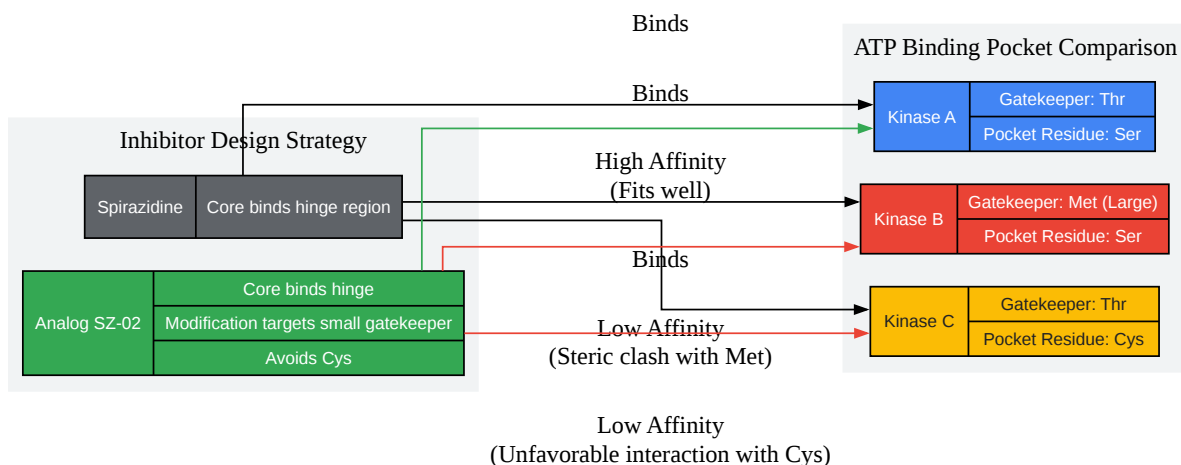 Binds
ATP Binding Pocket Comparison
Binds
Kinase A
Gatekeeper: Thr
Pocket Residue: Ser
Inhibitor Design Strategy
High Affinity
(Fits well)
Spirazidine
Core binds hinge region
Kinase B
Gatekeeper: Met (Large)
Pocket Residue: Ser
Binds
Analog SZ-02
Core binds hinge
Modification targets small gatekeeper
Avoids Cys
Low Affinity
(Steric clash with Met)
Kinase C
Gatekeeper: Thr
Pocket Residue: Cys
Low Affinity
(Unfavorable interaction with Cys)